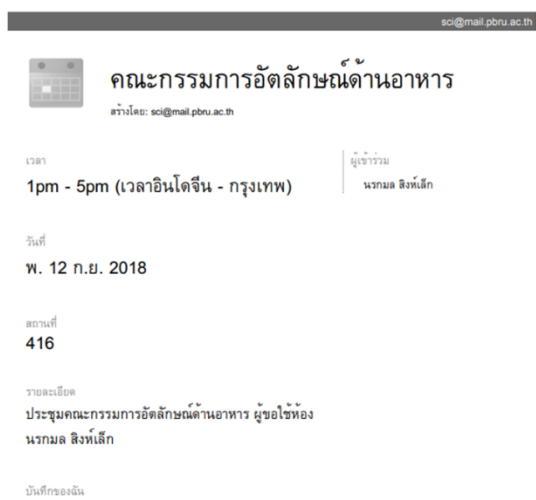 sci@mail.pbru.ac.th
คณะกรรมการอัตลักษณ์ด้านอาหาร
สร้างโดย: sci@mail.pbru.ac.th
เวลา
1pm - 5pm (เวลาอินโดจีน - กรุงเทพ)
ผู้เข้าร่วม
นรกมล สิงห์เล็ก
วันที่
พ. 12 ก.ย. 2018
สถานที่
416
รายละเอียด
ประชุมคณะกรรมการอัตลักษณ์ด้านอาหาร ผู้ขอใช้ห้อง
นรกมล สิงห์เล็ก
บันทึกของฉัน